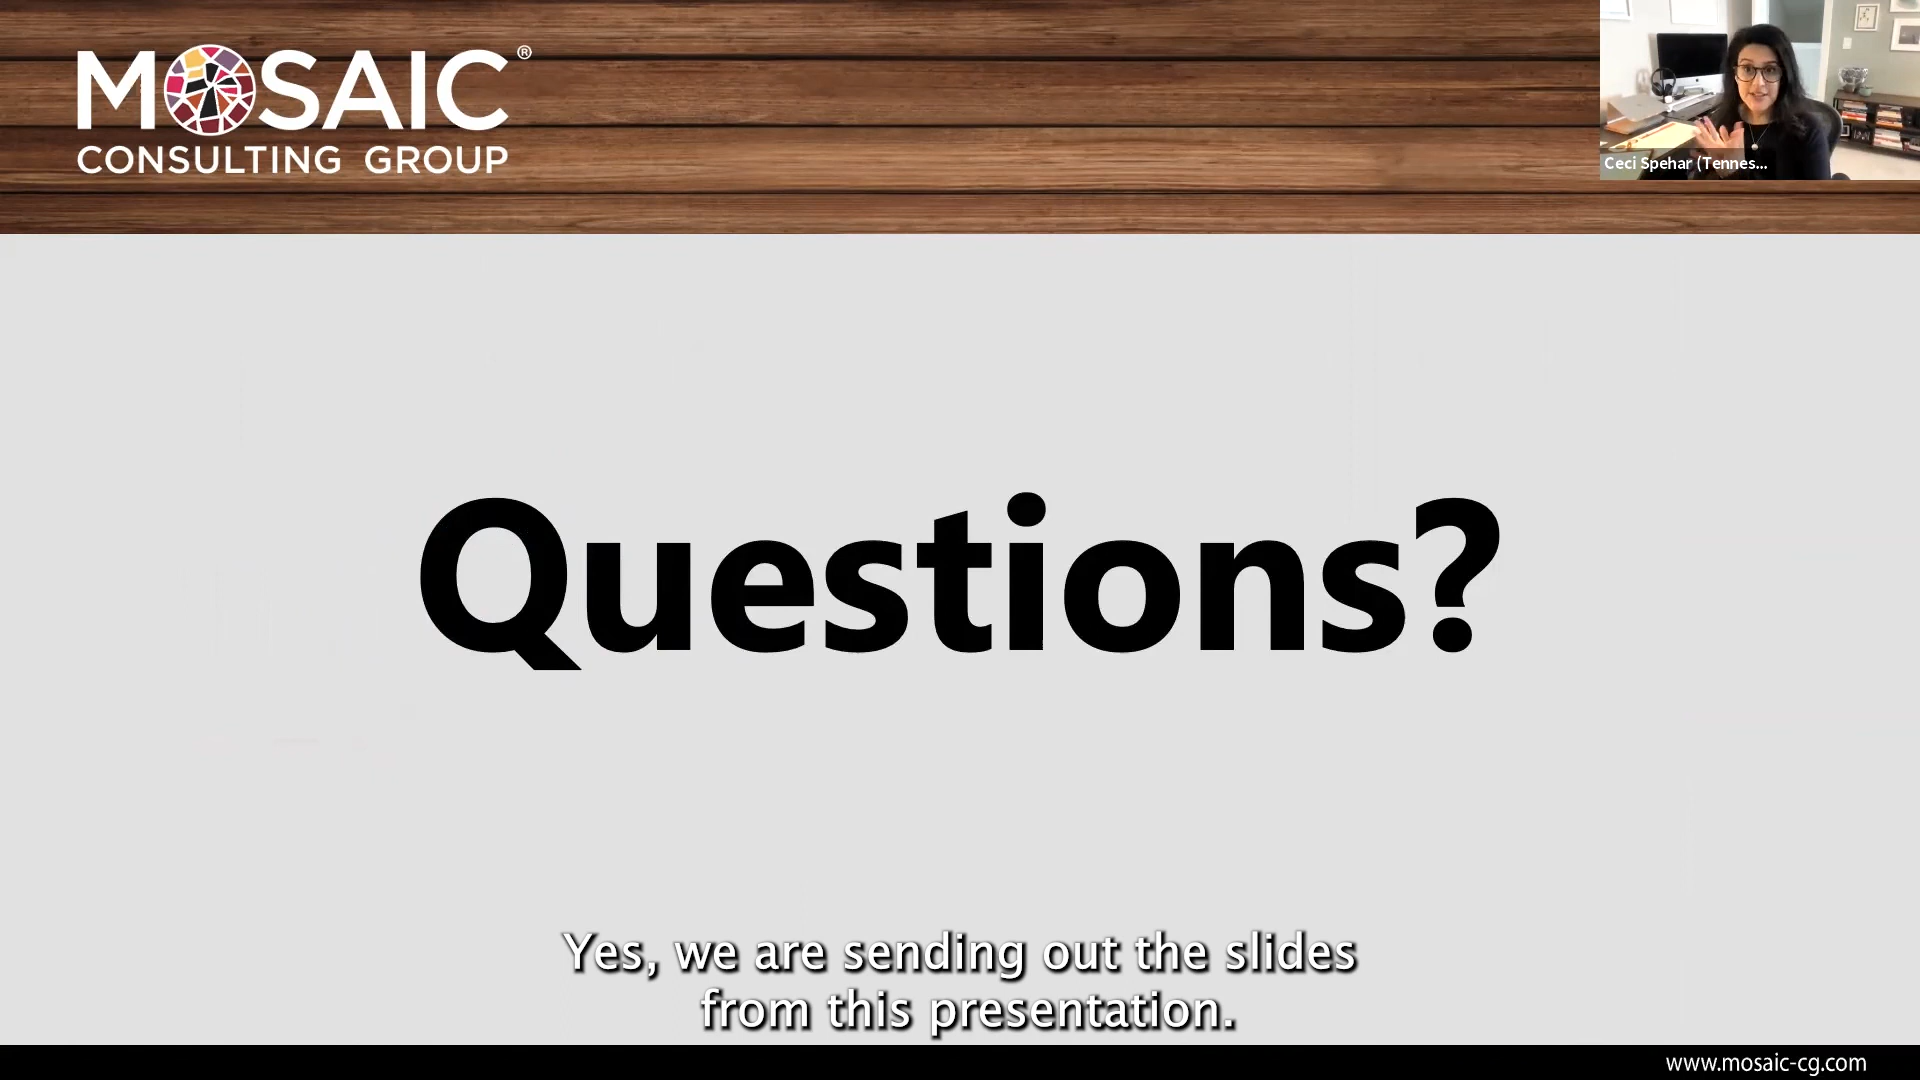 MOSAIC®
CONSULTING GROUP
Ceci Spehar (Tennes...
Questions?
Yes, we are sending out the slides
from this presentation.
www.mosaic-cg.com